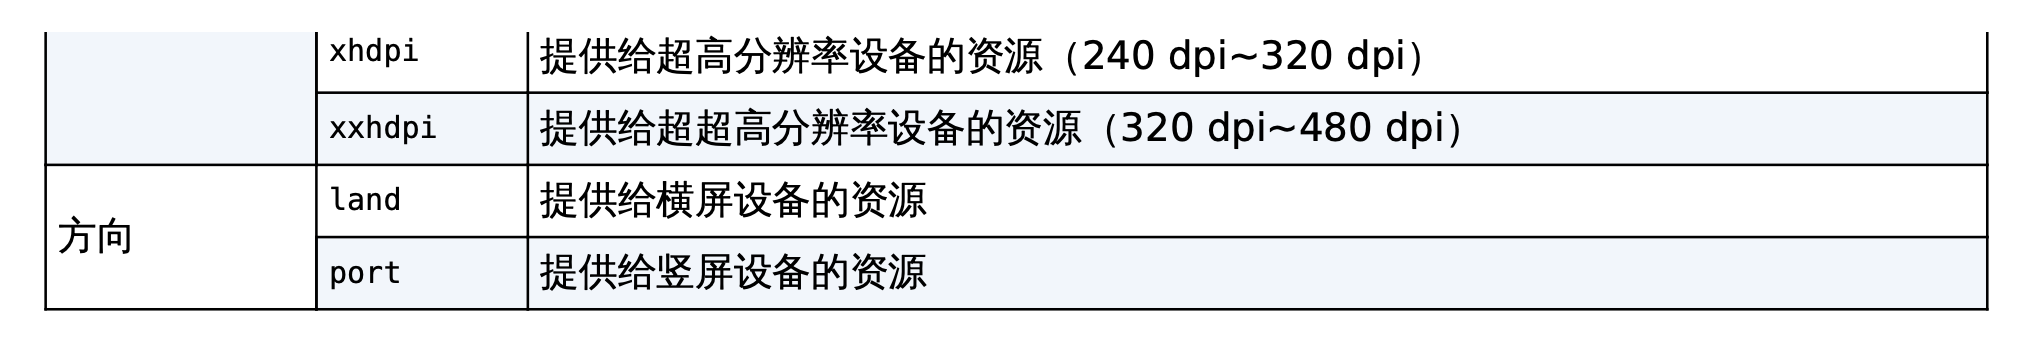 xhdpi 提供给超高分辨率设备的资源（240 dpi~320 dpi）
xxhdpi 提供给超超高分辨率设备的资源（320 dpi~480 dpi）
方向 land 提供给横屏设备的资源
port 提供给竖屏设备的资源